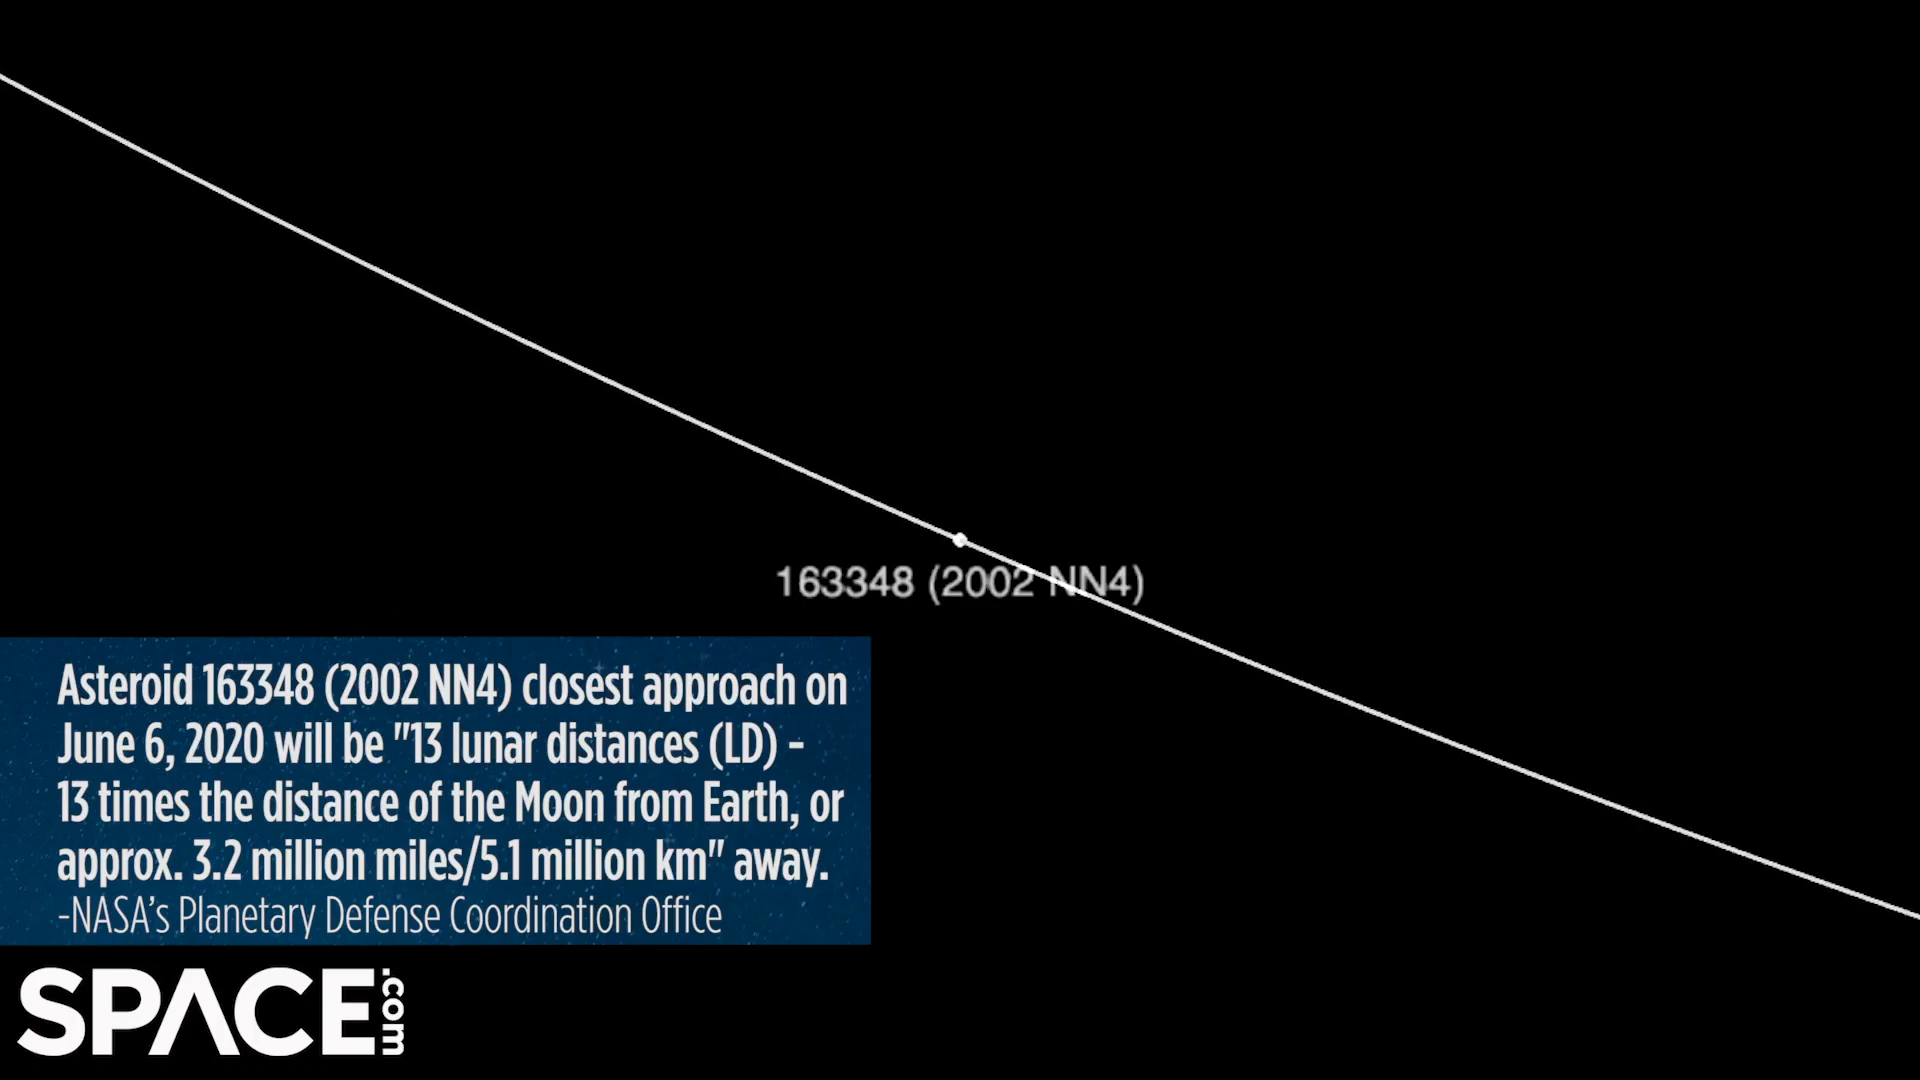 163348 (2002 NN4)
Asteroid 163348 (2002 NN4) closest approach on
June 6, 2020 will be "13 lunar distances (LD) -
13 times the distance of the Moon from Earth, or
approx. 3.2 million miles/5.1 million km" away.
-NASA’s Planetary Defense Coordination Office
SPACE.com